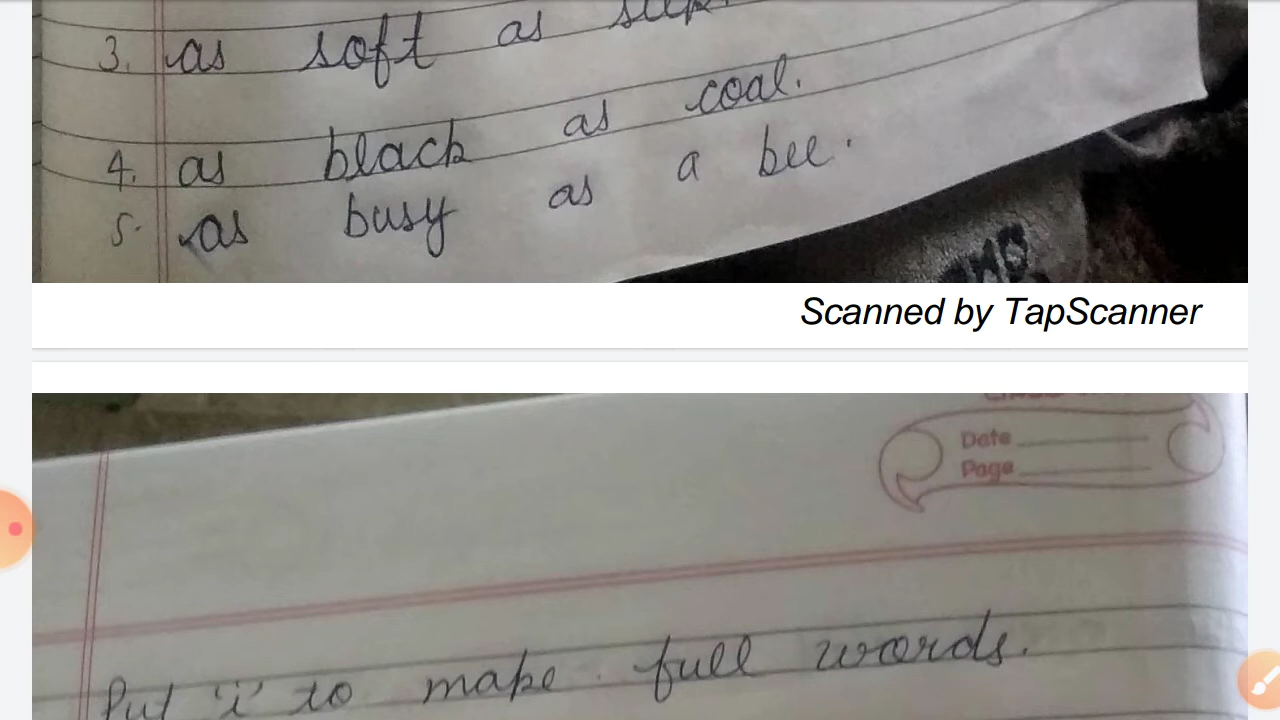 3. as soft as silk.
4. as black as coal.
5. as busy as a bee.
Scanned by TapScanner
Date
Page
Put 'i' to make full words.